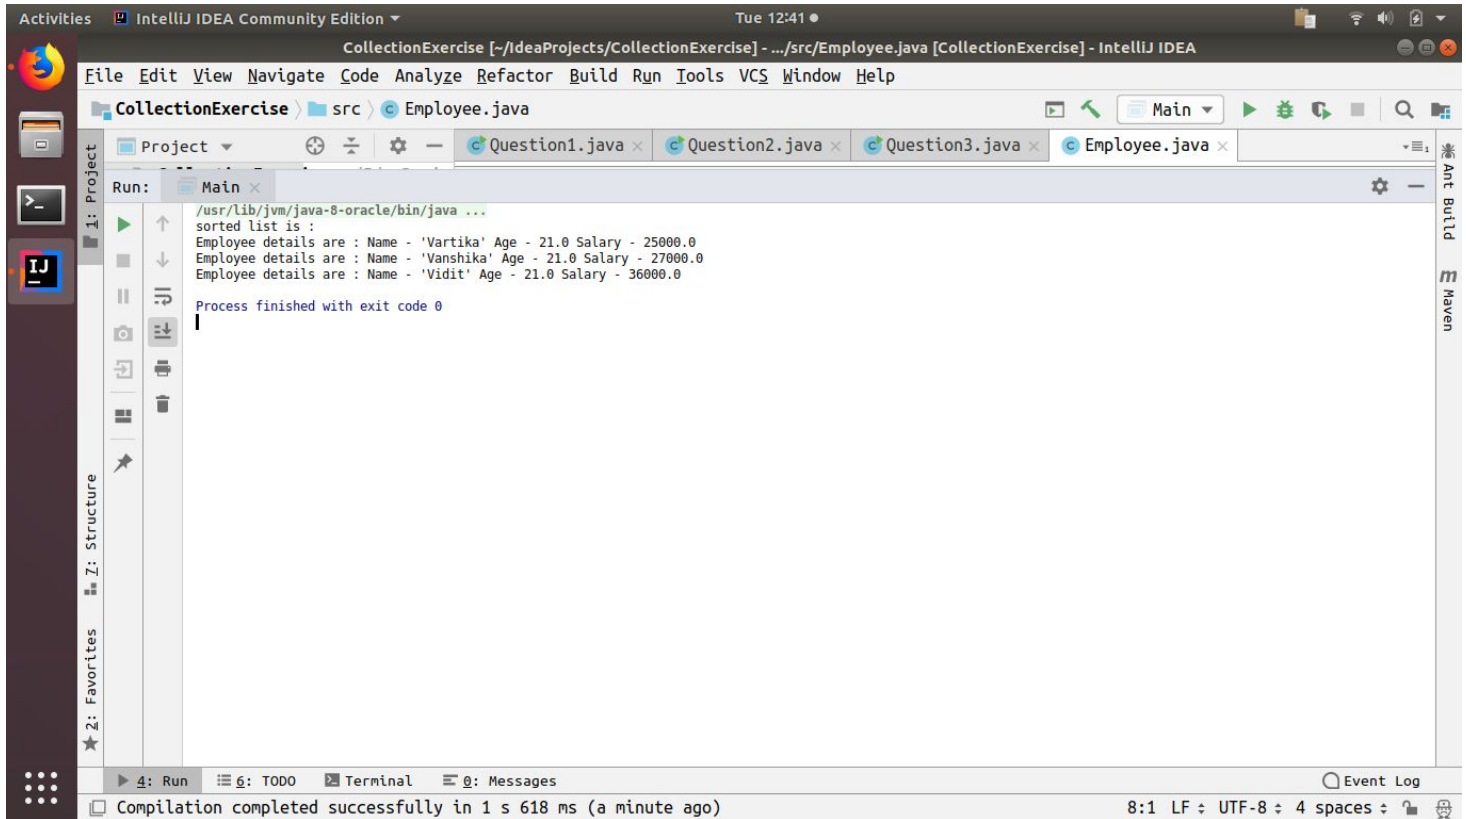 Activities IntelliJ IDEA Community Edition Tue 12:41
CollectionExercise [~/IdeaProjects/CollectionExercise] - .../src/Employee.java [CollectionExercise] - IntelliJ IDEA
File Edit View Navigate Code Analyze Refactor Build Run Tools VCS Window Help
CollectionExercise src Employee.java Main
Project Question1.java Question2.java Question3.java Employee.java
Run: Main
/usr/lib/jvm/java-8-oracle/bin/java ...
sorted list is :
Employee details are : Name - 'Vartika' Age - 21.0 Salary - 25000.0
Employee details are : Name - 'Vanshika' Age - 21.0 Salary - 27000.0
Employee details are : Name - 'Vidit' Age - 21.0 Salary - 36000.0
Process finished with exit code 0
1: Project
7: Structure
2: Favorites
Ant Build
m Maven
4: Run 6: TODO Terminal 0: Messages Event Log
Compilation completed successfully in 1 s 618 ms (a minute ago) 8:1 LF UTF-8 4 spaces